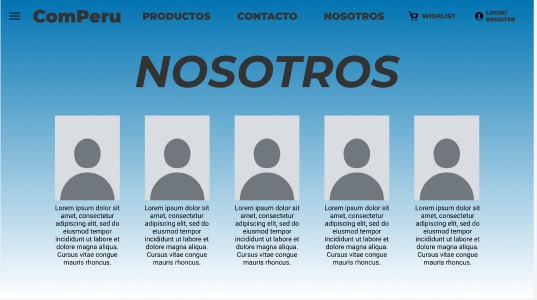 ComPeru PRODUCTOS CONTACTO NOSOTROS WISHLIST LOGIN/
REGISTER
NOSOTROS
Lorem ipsum dolor sit
amet, consectetur
adipiscing elit, sed do
eiusmod tempor
incididunt ut labore et
dolore magna aliqua.
Cursus vitae congue
mauris rhoncus.
Lorem ipsum dolor sit
amet, consectetur
adipiscing elit, sed do
eiusmod tempor
incididunt ut labore et
dolore magna aliqua.
Cursus vitae congue
mauris rhoncus.
Lorem ipsum dolor sit
amet, consectetur
adipiscing elit, sed do
eiusmod tempor
incididunt ut labore et
dolore magna aliqua.
Cursus vitae congue
mauris rhoncus.
Lorem ipsum dolor sit
amet, consectetur
adipiscing elit, sed do
eiusmod tempor
incididunt ut labore et
dolore magna aliqua.
Cursus vitae congue
mauris rhoncus.
Lorem ipsum dolor sit
amet, consectetur
adipiscing elit, sed do
eiusmod tempor
incididunt ut labore et
dolore magna aliqua.
Cursus vitae congue
mauris rhoncus.